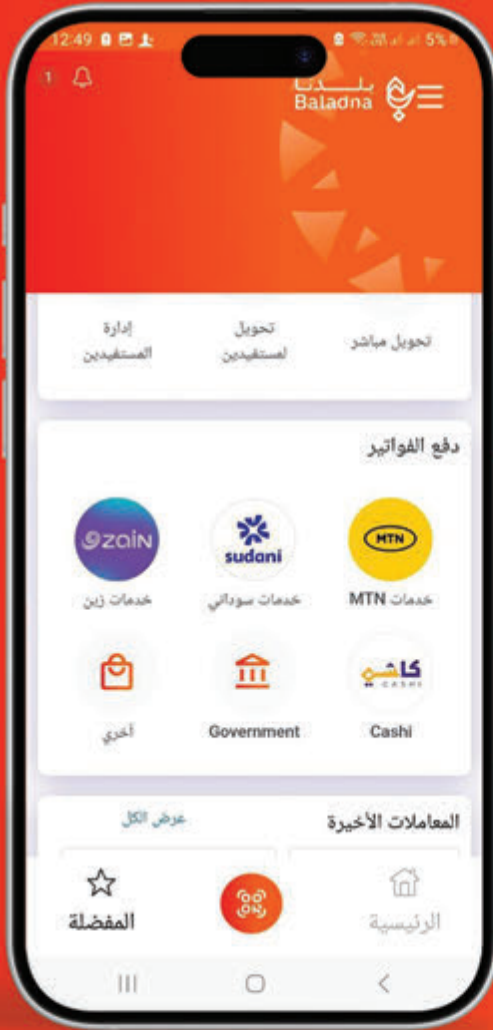 12:49
5%
1
بلدنا
Baladna
تحويل مباشر
تحويل
لمستفيدين
إدارة
المستفيدين
دفع الفواتير
MTN
sudani
zain
خدمات MTN
خدمات سوداني
خدمات زين
كاشي
CASHI
Cashi
Government
أخري
المعاملات الأخيرة
عرض الكل
الرئيسية
المفضلة